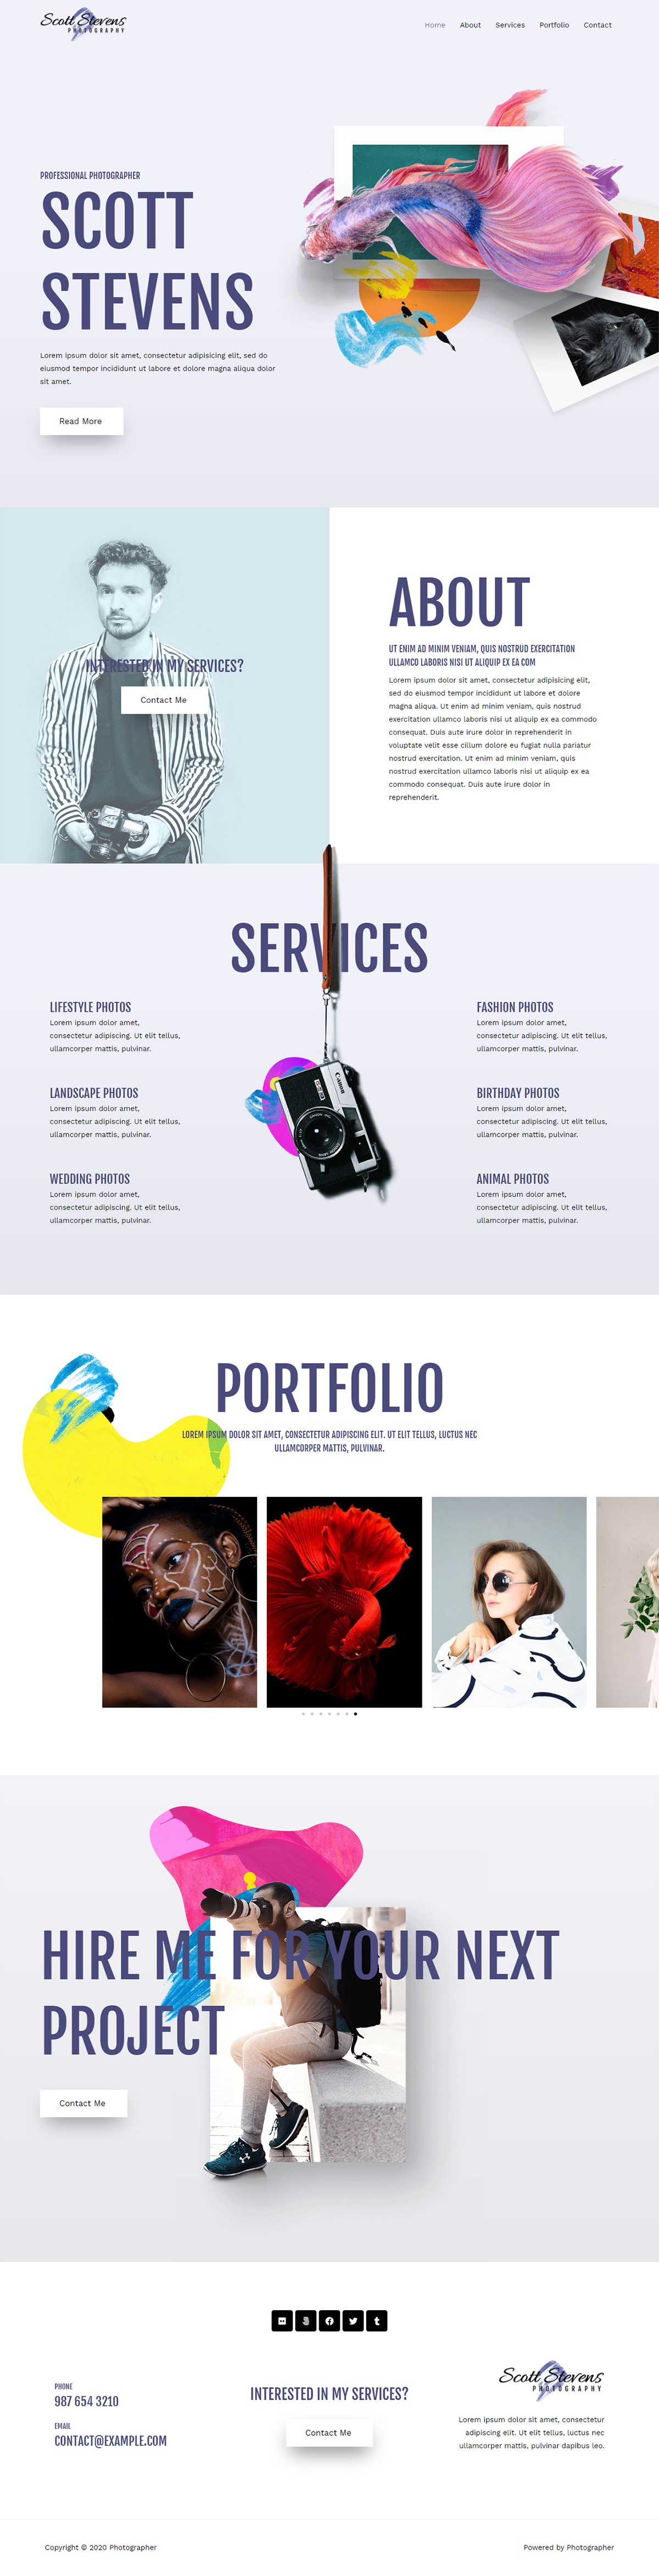 Scott Stevens
PHOTOGRAPHY
Home About Services Portfolio Contact
PROFESSIONAL PHOTOGRAPHER
SCOTT
STEVENS
Lorem ipsum dolor sit amet, consectetur adipisicing elit, sed do
eiusmod tempor incididunt ut labore et dolore magna aliqua dolor
sit amet.
Read More
INTERESTED IN MY SERVICES?
Contact Me
ABOUT
UT ENIM AD MINIM VENIAM, QUIS NOSTRUD EXERCITATION
ULLAMCO LABORIS NISI UT ALIQUIP EX EA COM
Lorem ipsum dolor sit amet, consectetur adipisicing elit,
sed do eiusmod tempor incididunt ut labore et dolore
magna aliqua. Ut enim ad minim veniam, quis nostrud
exercitation ullamco laboris nisi ut aliquip ex ea commodo
consequat. Duis aute irure dolor in reprehenderit in
voluptate velit esse cillum dolore eu fugiat nulla pariatur
nostrud exercitation. Ut enim ad minim veniam, quis
nostrud exercitation ullamco laboris nisi ut aliquip ex ea
commodo consequat. Duis aute irure dolor in
reprehenderit.
SERVICES
LIFESTYLE PHOTOS
Lorem ipsum dolor amet,
consectetur adipiscing. Ut elit tellus,
ullamcorper mattis, pulvinar.
LANDSCAPE PHOTOS
Lorem ipsum dolor amet,
consectetur adipiscing. Ut elit tellus,
ullamcorper mattis, pulvinar.
WEDDING PHOTOS
Lorem ipsum dolor amet,
consectetur adipiscing. Ut elit tellus,
ullamcorper mattis, pulvinar.
Canon
FASHION PHOTOS
Lorem ipsum dolor amet,
consectetur adipiscing. Ut elit tellus,
ullamcorper mattis, pulvinar.
BIRTHDAY PHOTOS
Lorem ipsum dolor amet,
consectetur adipiscing. Ut elit tellus,
ullamcorper mattis, pulvinar.
ANIMAL PHOTOS
Lorem ipsum dolor amet,
consectetur adipiscing. Ut elit tellus,
ullamcorper mattis, pulvinar.
PORTFOLIO
LOREM IPSUM DOLOR SIT AMET, CONSECTETUR ADIPISCING ELIT. UT ELIT TELLUS, LUCTUS NEC
ULLAMCORPER MATTIS, PULVINAR.
HIRE ME FOR YOUR NEXT
PROJECT
Contact Me
PHONE
987 654 3210
EMAIL
CONTACT@EXAMPLE.COM
INTERESTED IN MY SERVICES?
Contact Me
Scott Stevens
PHOTOGRAPHY
Lorem ipsum dolor sit amet, consectetur
adipiscing elit. Ut elit tellus, luctus nec
ullamcorper mattis, pulvinar dapibus leo.
Copyright © 2020 Photographer
Powered by Photographer